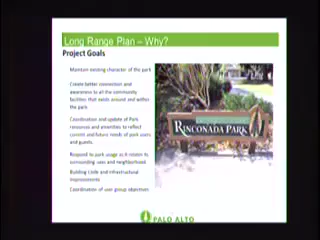 Long Range Plan – Why?
Project Goals
Maintain existing character of the park
Create better connection and
awareness to all the community
facilities that exists around and within
the park.
Coordination and update of Park
resources and amenities to reflect
current and future needs of park users
and guests.
Respond to park usage as it relates to
surrounding uses and neighborhood.
Building code and infrastructural
improvements
Coordination of user group objectives
RINCONADA PARK
PALO ALTO